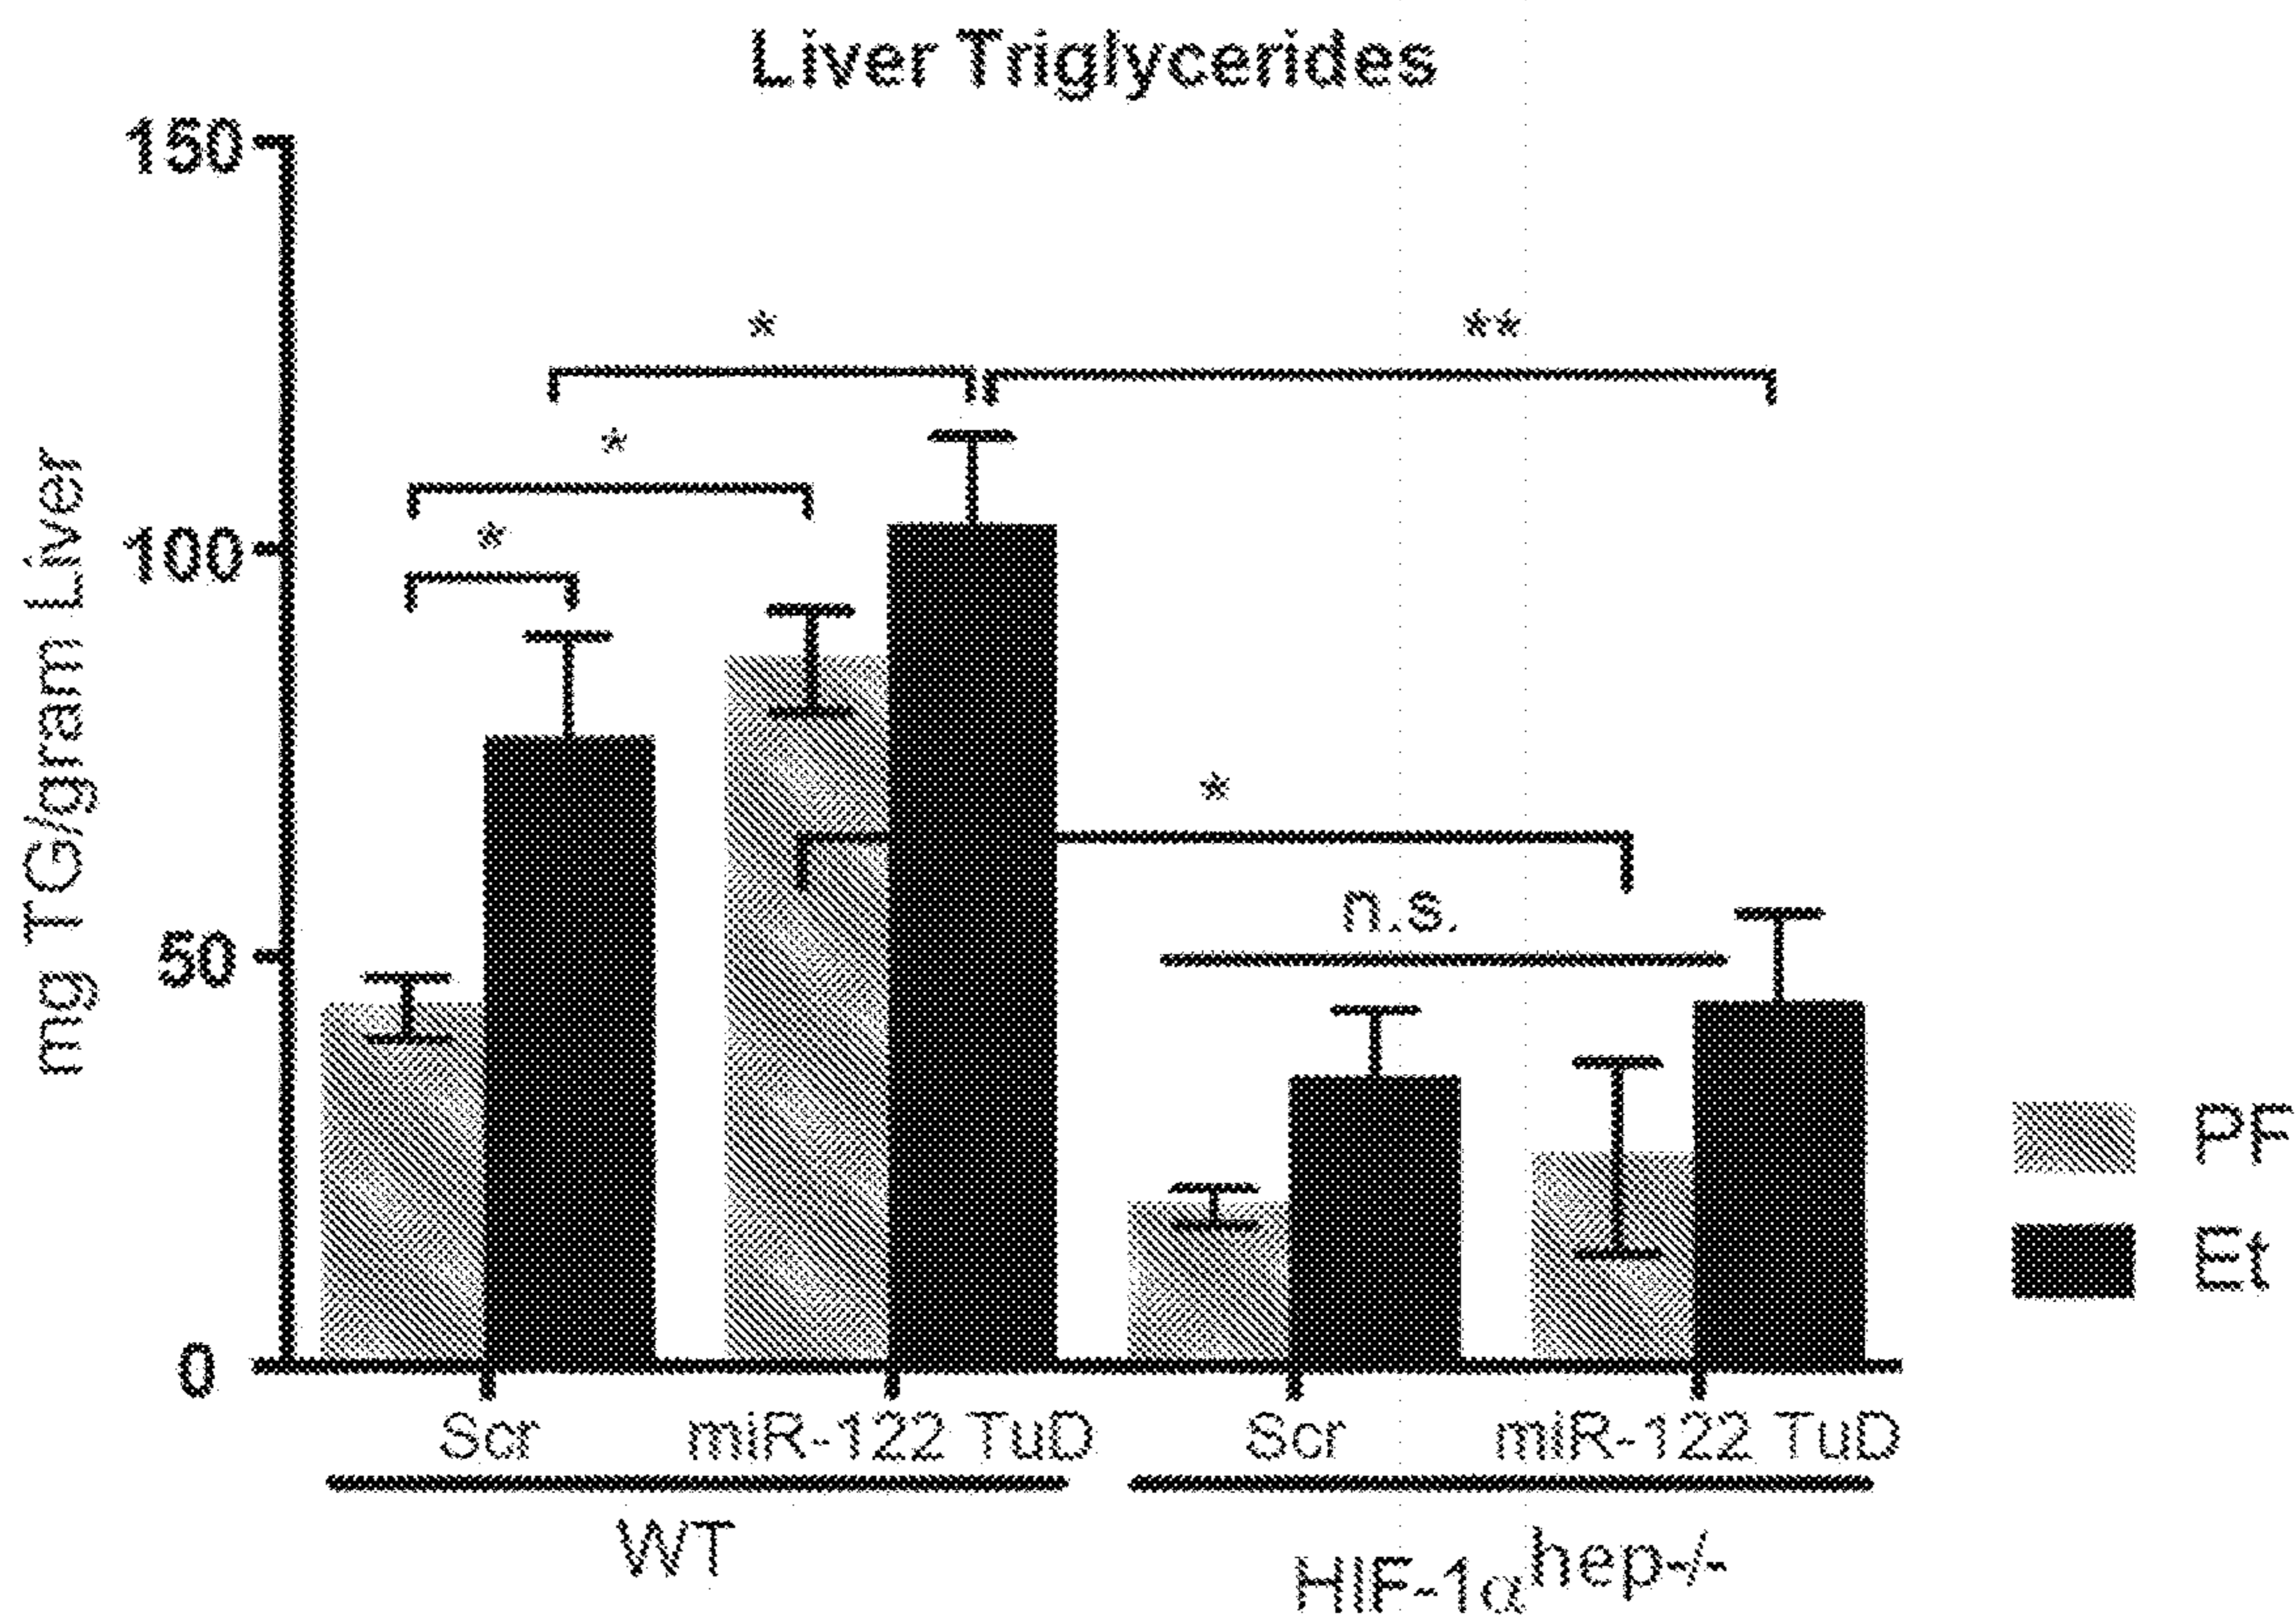 Liver Triglycerides
mg TG/gram Liver
150
100
50
0
*
**
*
*
*
n.s.
Scr miR-122 TuD Scr miR-122 TuD
WT
HIF-1α^hep-/-
PF
Et